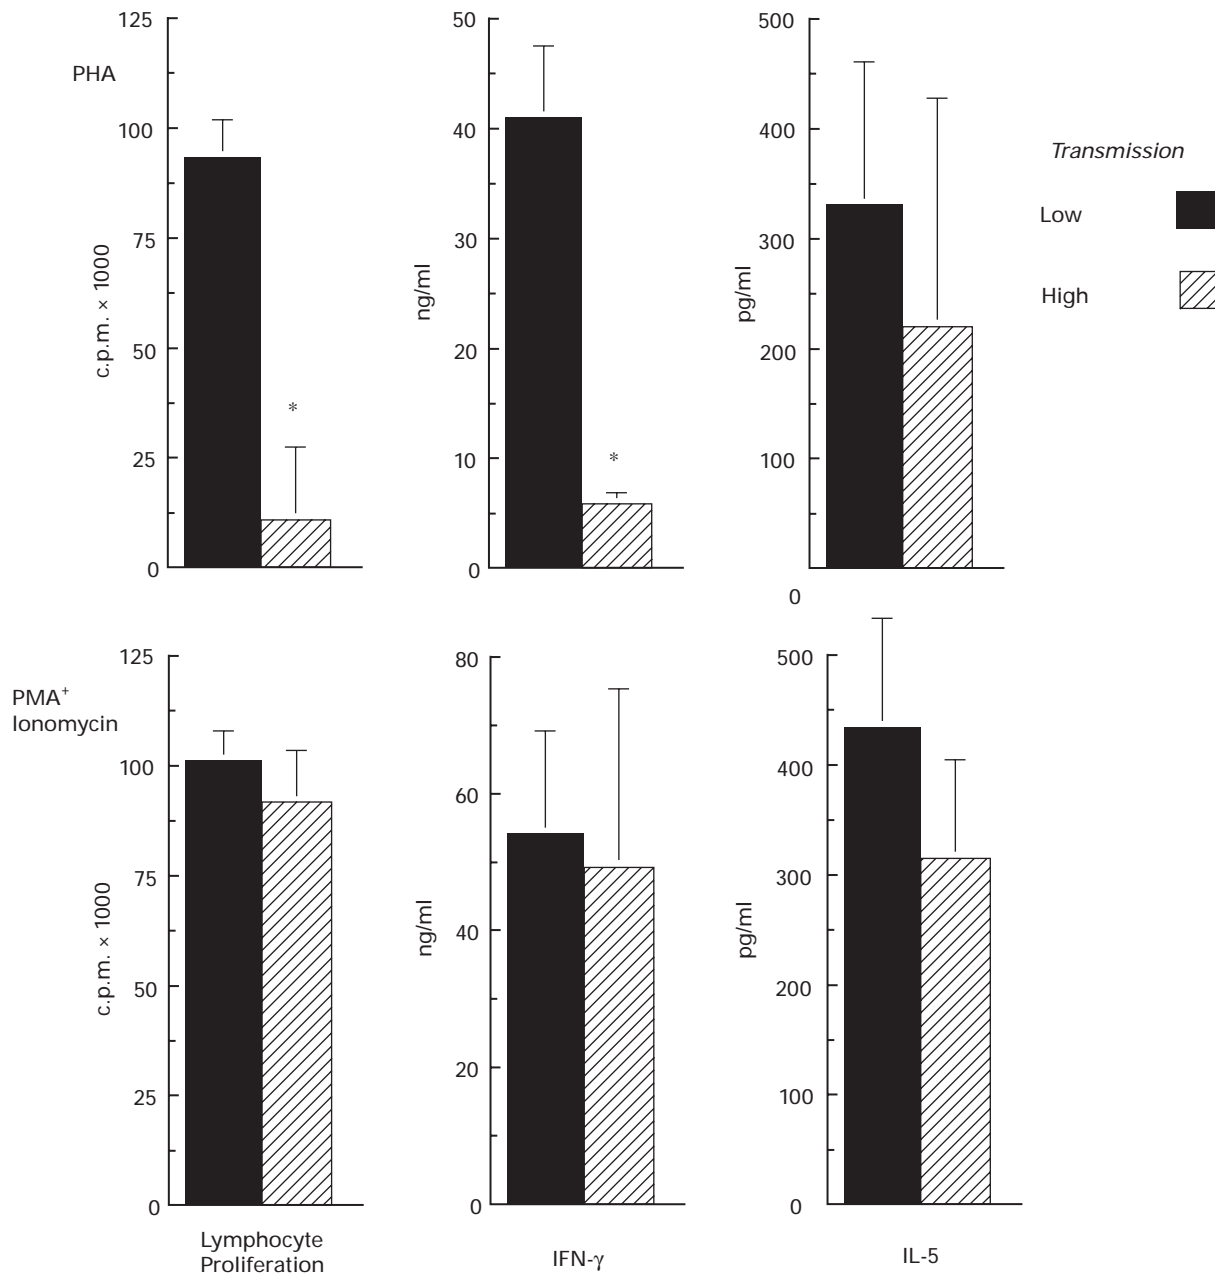 PHA
125
100
75
50
25
0
c.p.m. × 1000
*
50
40
30
20
10
0
ng/ml
*
500
400
300
200
100
0
pg/ml
Transmission
Low
High
PMA⁺
Ionomycin
125
100
75
50
25
0
c.p.m. × 1000
Lymphocyte
Proliferation
80
60
40
20
0
ng/ml
IFN-γ
500
400
300
200
100
0
pg/ml
IL-5